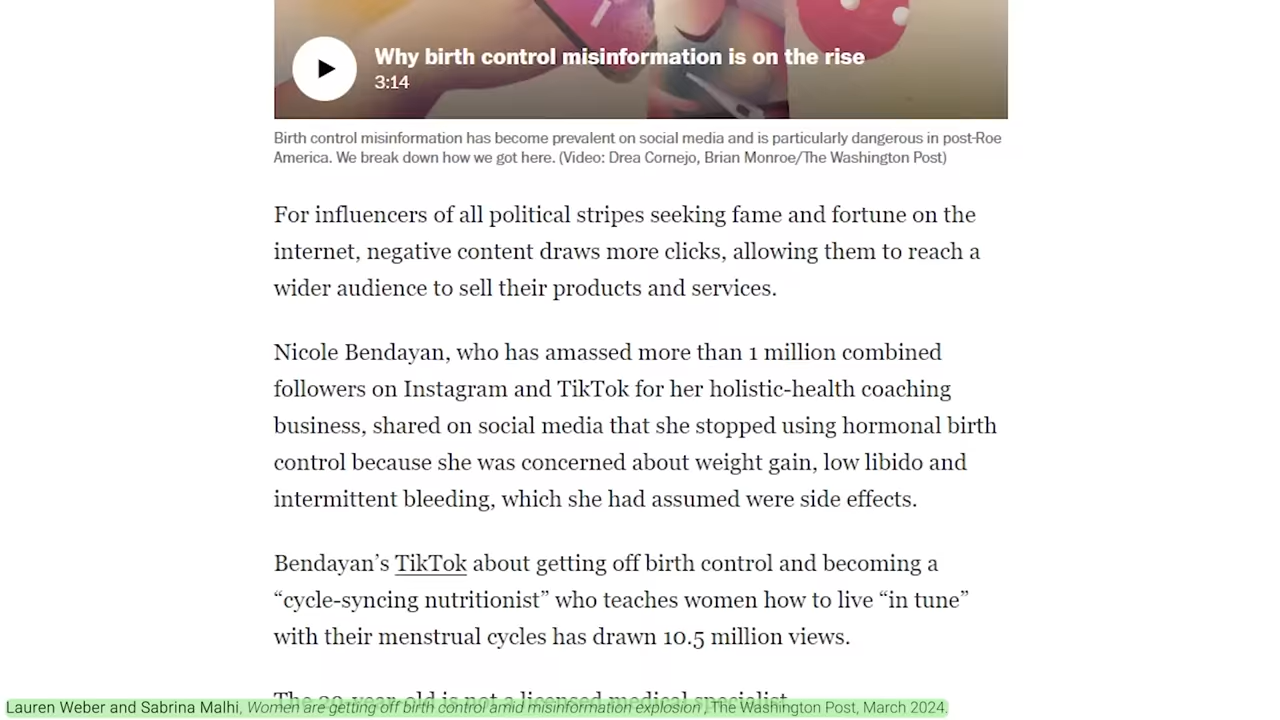 Why birth control misinformation is on the rise
3:14
Birth control misinformation has become prevalent on social media and is particularly dangerous in post-Roe
America. We break down how we got here. (Video: Drea Cornejo, Brian Monroe/The Washington Post)
For influencers of all political stripes seeking fame and fortune on the
internet, negative content draws more clicks, allowing them to reach a
wider audience to sell their products and services.
Nicole Bendayan, who has amassed more than 1 million combined
followers on Instagram and TikTok for her holistic-health coaching
business, shared on social media that she stopped using hormonal birth
control because she was concerned about weight gain, low libido and
intermittent bleeding, which she had assumed were side effects.
Bendayan’s TikTok about getting off birth control and becoming a
“cycle-syncing nutritionist” who teaches women how to live “in tune”
with their menstrual cycles has drawn 10.5 million views.
The 29-year-old is not a licensed medical specialist.
Lauren Weber and Sabrina Malhi, Women are getting off birth control amid misinformation explosion, The Washington Post, March 2024.